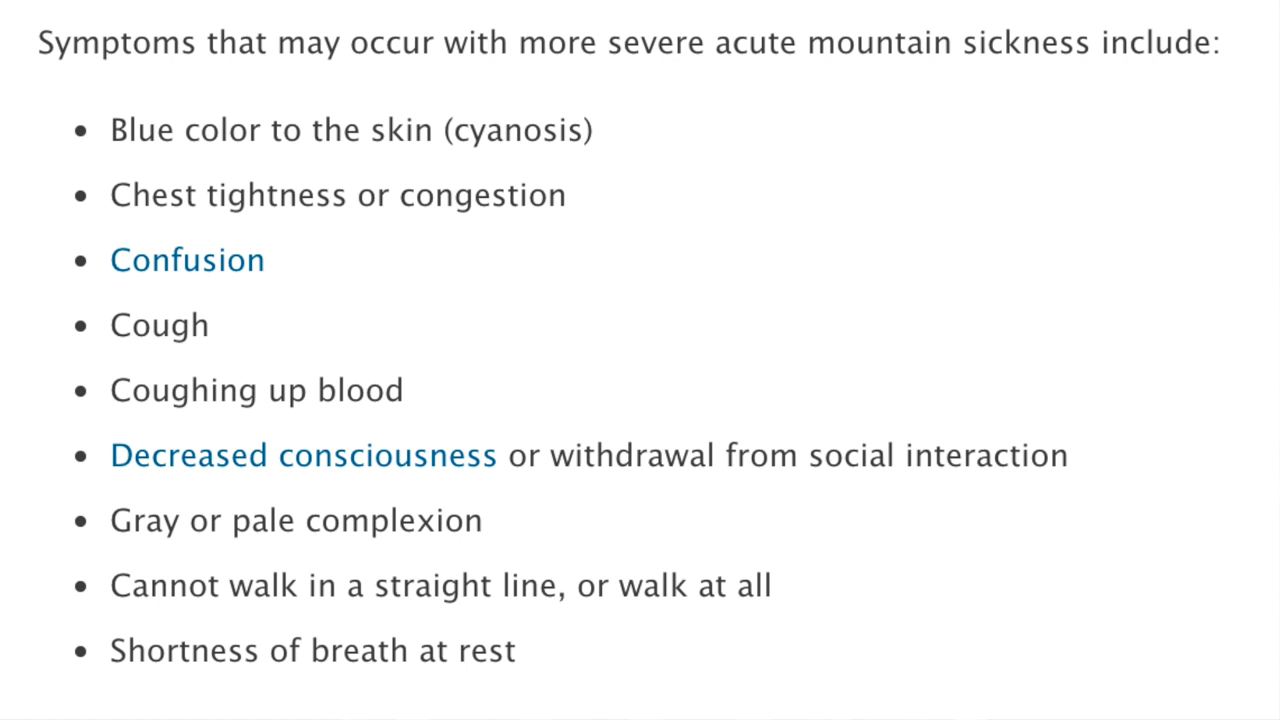 Symptoms that may occur with more severe acute mountain sickness include:
• Blue color to the skin (cyanosis)
• Chest tightness or congestion
• Confusion
• Cough
• Coughing up blood
• Decreased consciousness or withdrawal from social interaction
• Gray or pale complexion
• Cannot walk in a straight line, or walk at all
• Shortness of breath at rest